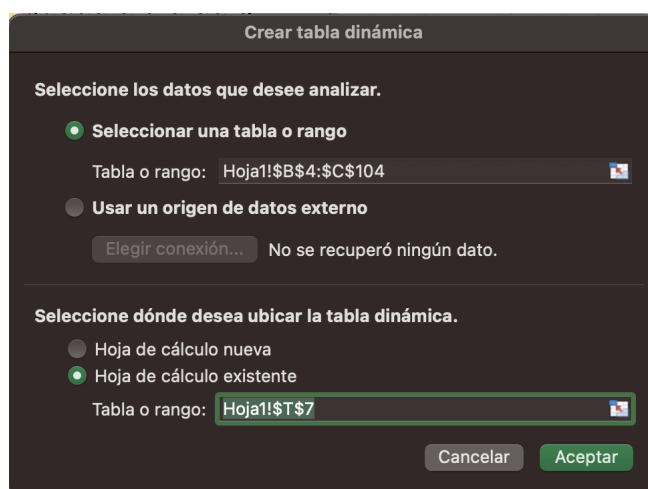 Crear tabla dinámica
Seleccione los datos que desee analizar.
Seleccionar una tabla o rango
Tabla o rango: Hoja1!$B$4:$C$104
Usar un origen de datos externo
Elegir conexión... No se recuperó ningún dato.
Seleccione dónde desea ubicar la tabla dinámica.
Hoja de cálculo nueva
Hoja de cálculo existente
Tabla o rango: Hoja1!$T$7
Cancelar Aceptar